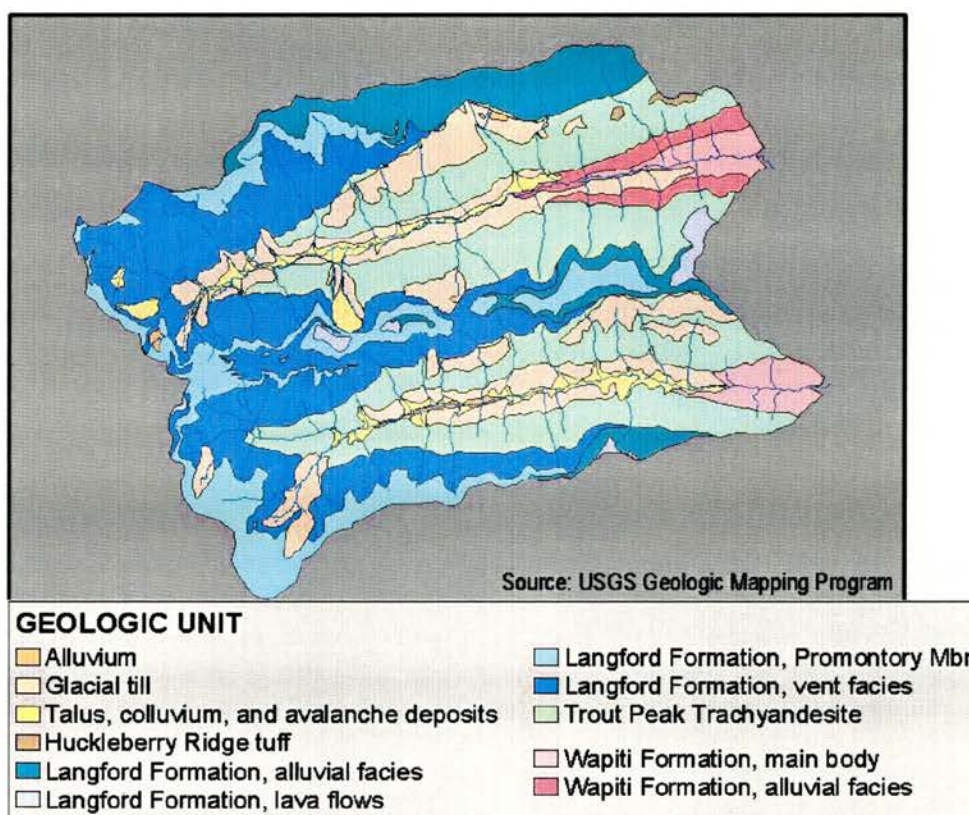 Source: USGS Geologic Mapping Program
GEOLOGIC UNIT
Alluvium
Glacial till
Talus, colluvium, and avalanche deposits
Huckleberry Ridge tuff
Langford Formation, alluvial facies
Langford Formation, lava flows
Langford Formation, Promontory Mbr
Langford Formation, vent facies
Trout Peak Trachyandesite
Wapiti Formation, main body
Wapiti Formation, alluvial facies